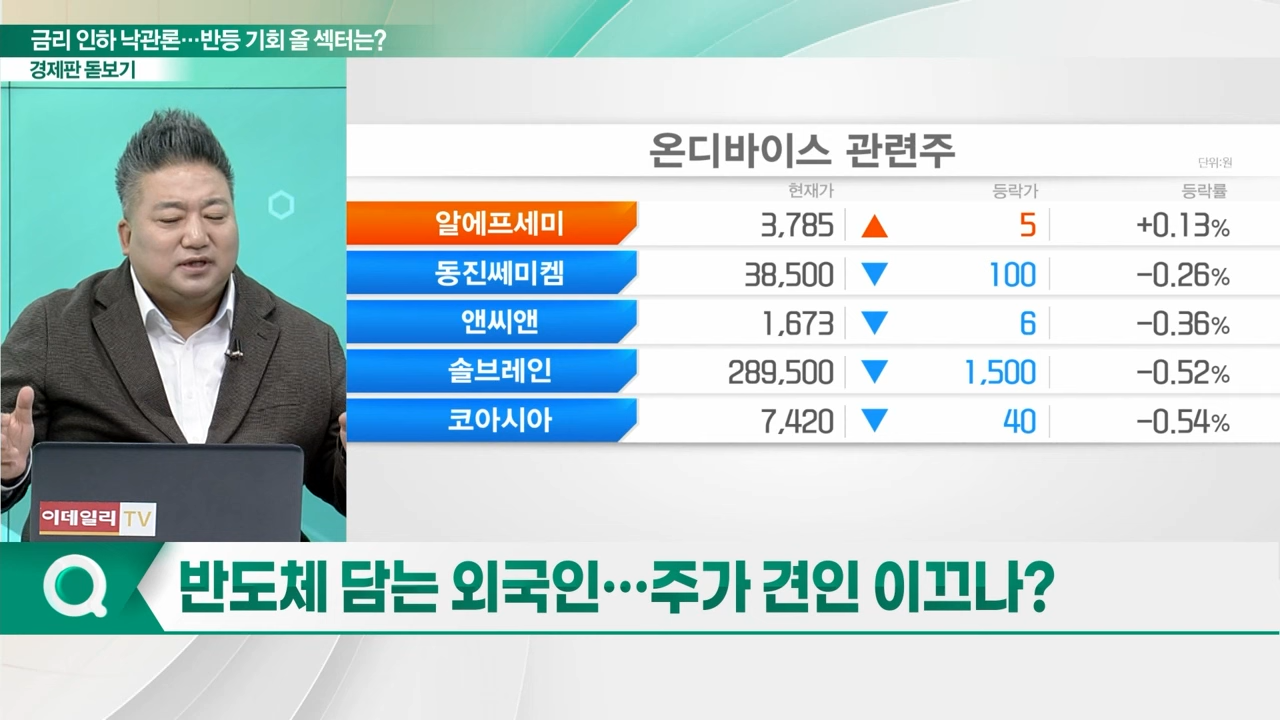 금리 인하 낙관론…반등 기회 올 섹터는?
경제판 돋보기
온디바이스 관련주
단위:원
현재가 등락가 등락률
알에프세미 3,785 ▲ 5 +0.13%
동진쎄미켐 38,500 ▼ 100 -0.26%
앤씨앤 1,673 ▼ 6 -0.36%
솔브레인 289,500 ▼ 1,500 -0.52%
코아시아 7,420 ▼ 40 -0.54%
이데일리TV
반도체 담는 외국인…주가 견인 이끄나?